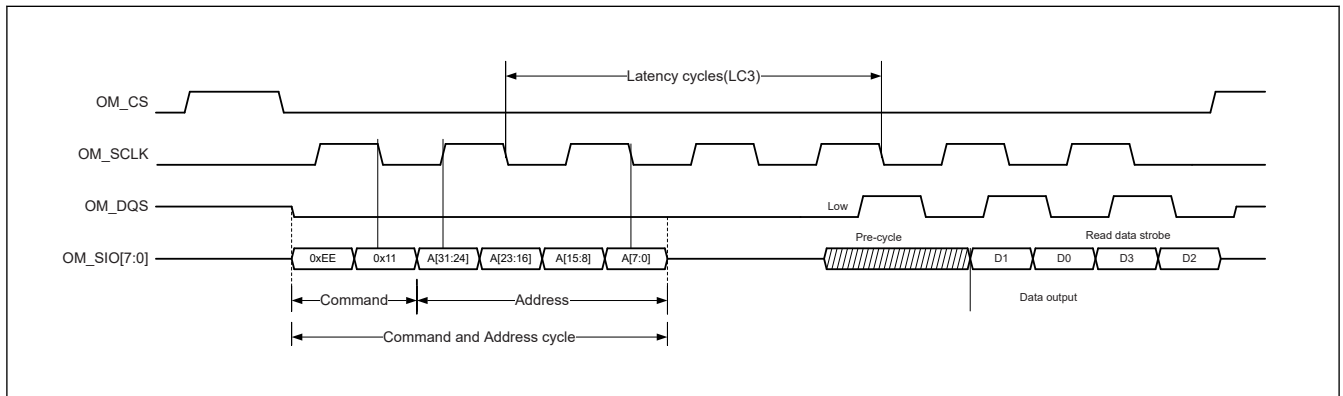 Latency cycles(LC3)
OM_CS
OM_SCLK
OM_DQS
Low
Pre-cycle
Read data strobe
OM_SIO[7:0]
0xEE
0x11
A[31:24]
A[23:16]
A[15:8]
A[7:0]
D1
D0
D3
D2
Command
Address
Data output
Command and Address cycle